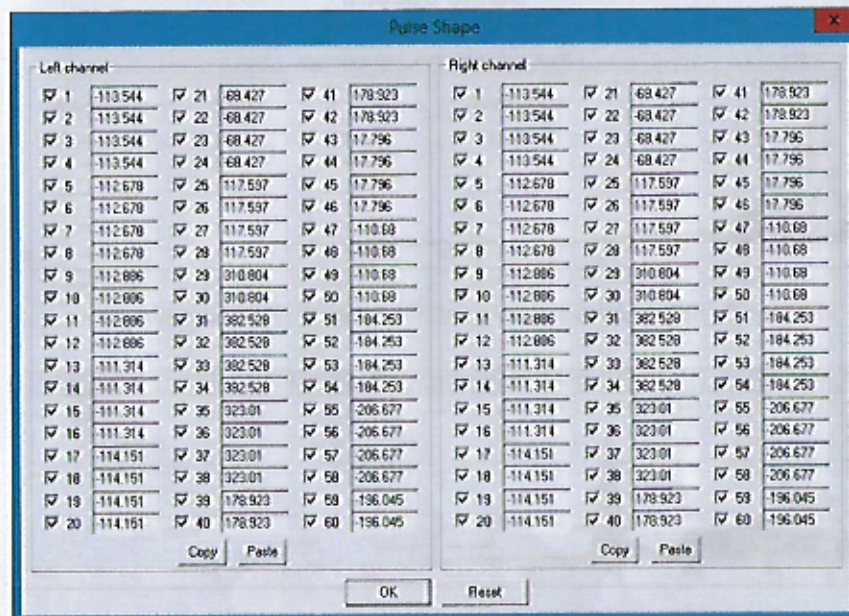 Pulse Shape
Left channel Right channel
1 -113.544 21 -68.427 41 178.923 1 -113.544 21 -68.427 41 178.923
2 -113.544 22 -68.427 42 178.923 2 -113.544 22 -68.427 42 178.923
3 -113.544 23 -68.427 43 17.796 3 -113.544 23 -68.427 43 17.796
4 -113.544 24 -68.427 44 17.796 4 -113.544 24 -68.427 44 17.796
5 -112.678 25 117.597 45 17.796 5 -112.678 25 117.597 45 17.796
6 -112.678 26 117.597 46 17.796 6 -112.678 26 117.597 46 17.796
7 -112.678 27 117.597 47 -110.68 7 -112.678 27 117.597 47 -110.68
8 -112.678 28 117.597 48 -110.68 8 -112.678 28 117.597 48 -110.68
9 -112.886 29 310.804 49 -110.68 9 -112.886 29 310.804 49 -110.68
10 -112.886 30 310.804 50 -110.68 10 -112.886 30 310.804 50 -110.68
11 -112.886 31 382.528 51 -184.253 11 -112.886 31 382.528 51 -184.253
12 -112.886 32 382.528 52 -184.253 12 -112.886 32 382.528 52 -184.253
13 -111.314 33 382.528 53 -184.253 13 -111.314 33 382.528 53 -184.253
14 -111.314 34 382.528 54 -184.253 14 -111.314 34 382.528 54 -184.253
15 -111.314 35 323.01 55 -206.677 15 -111.314 35 323.01 55 -206.677
16 -111.314 36 323.01 56 -206.677 16 -111.314 36 323.01 56 -206.677
17 -114.151 37 323.01 57 -206.677 17 -114.151 37 323.01 57 -206.677
18 -114.151 38 323.01 58 -206.677 18 -114.151 38 323.01 58 -206.677
19 -114.151 39 178.923 59 -196.045 19 -114.151 39 178.923 59 -196.045
20 -114.151 40 178.923 60 -196.045 20 -114.151 40 178.923 60 -196.045
Copy Paste Copy Paste
OK Reset